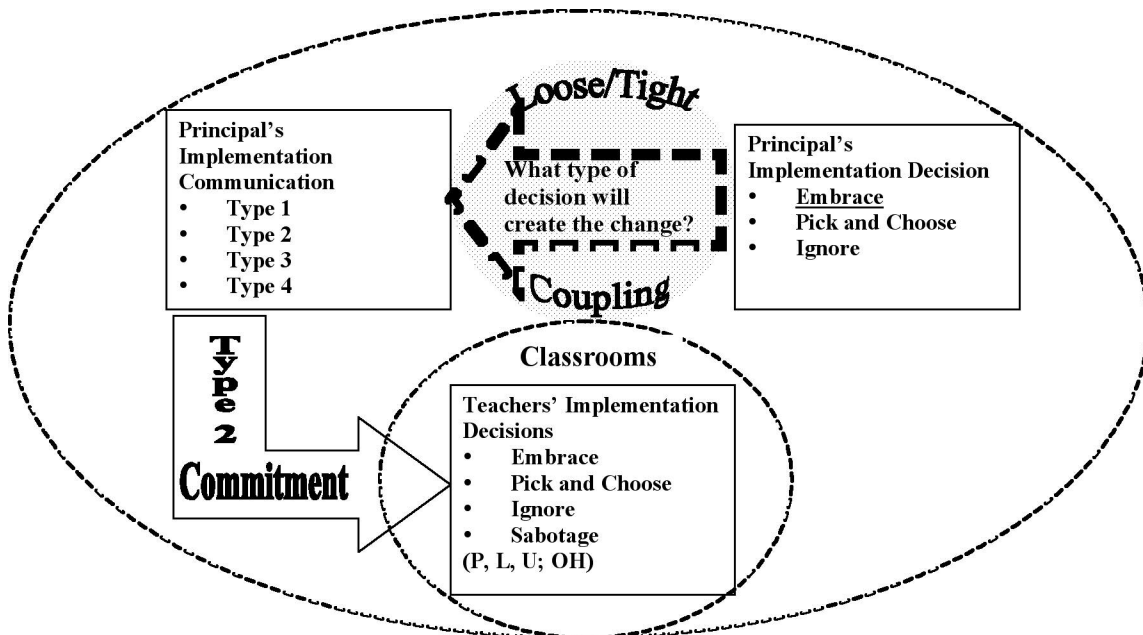 Loose/Tight
Coupling
What type of
decision will
create the change?
Principal's
Implementation
Communication
• Type 1
• Type 2
• Type 3
• Type 4
Principal's
Implementation Decision
• Embrace
• Pick and Choose
• Ignore
Type 2
Commitment
Classrooms
Teachers' Implementation
Decisions
• Embrace
• Pick and Choose
• Ignore
• Sabotage
(P, L, U; OH)